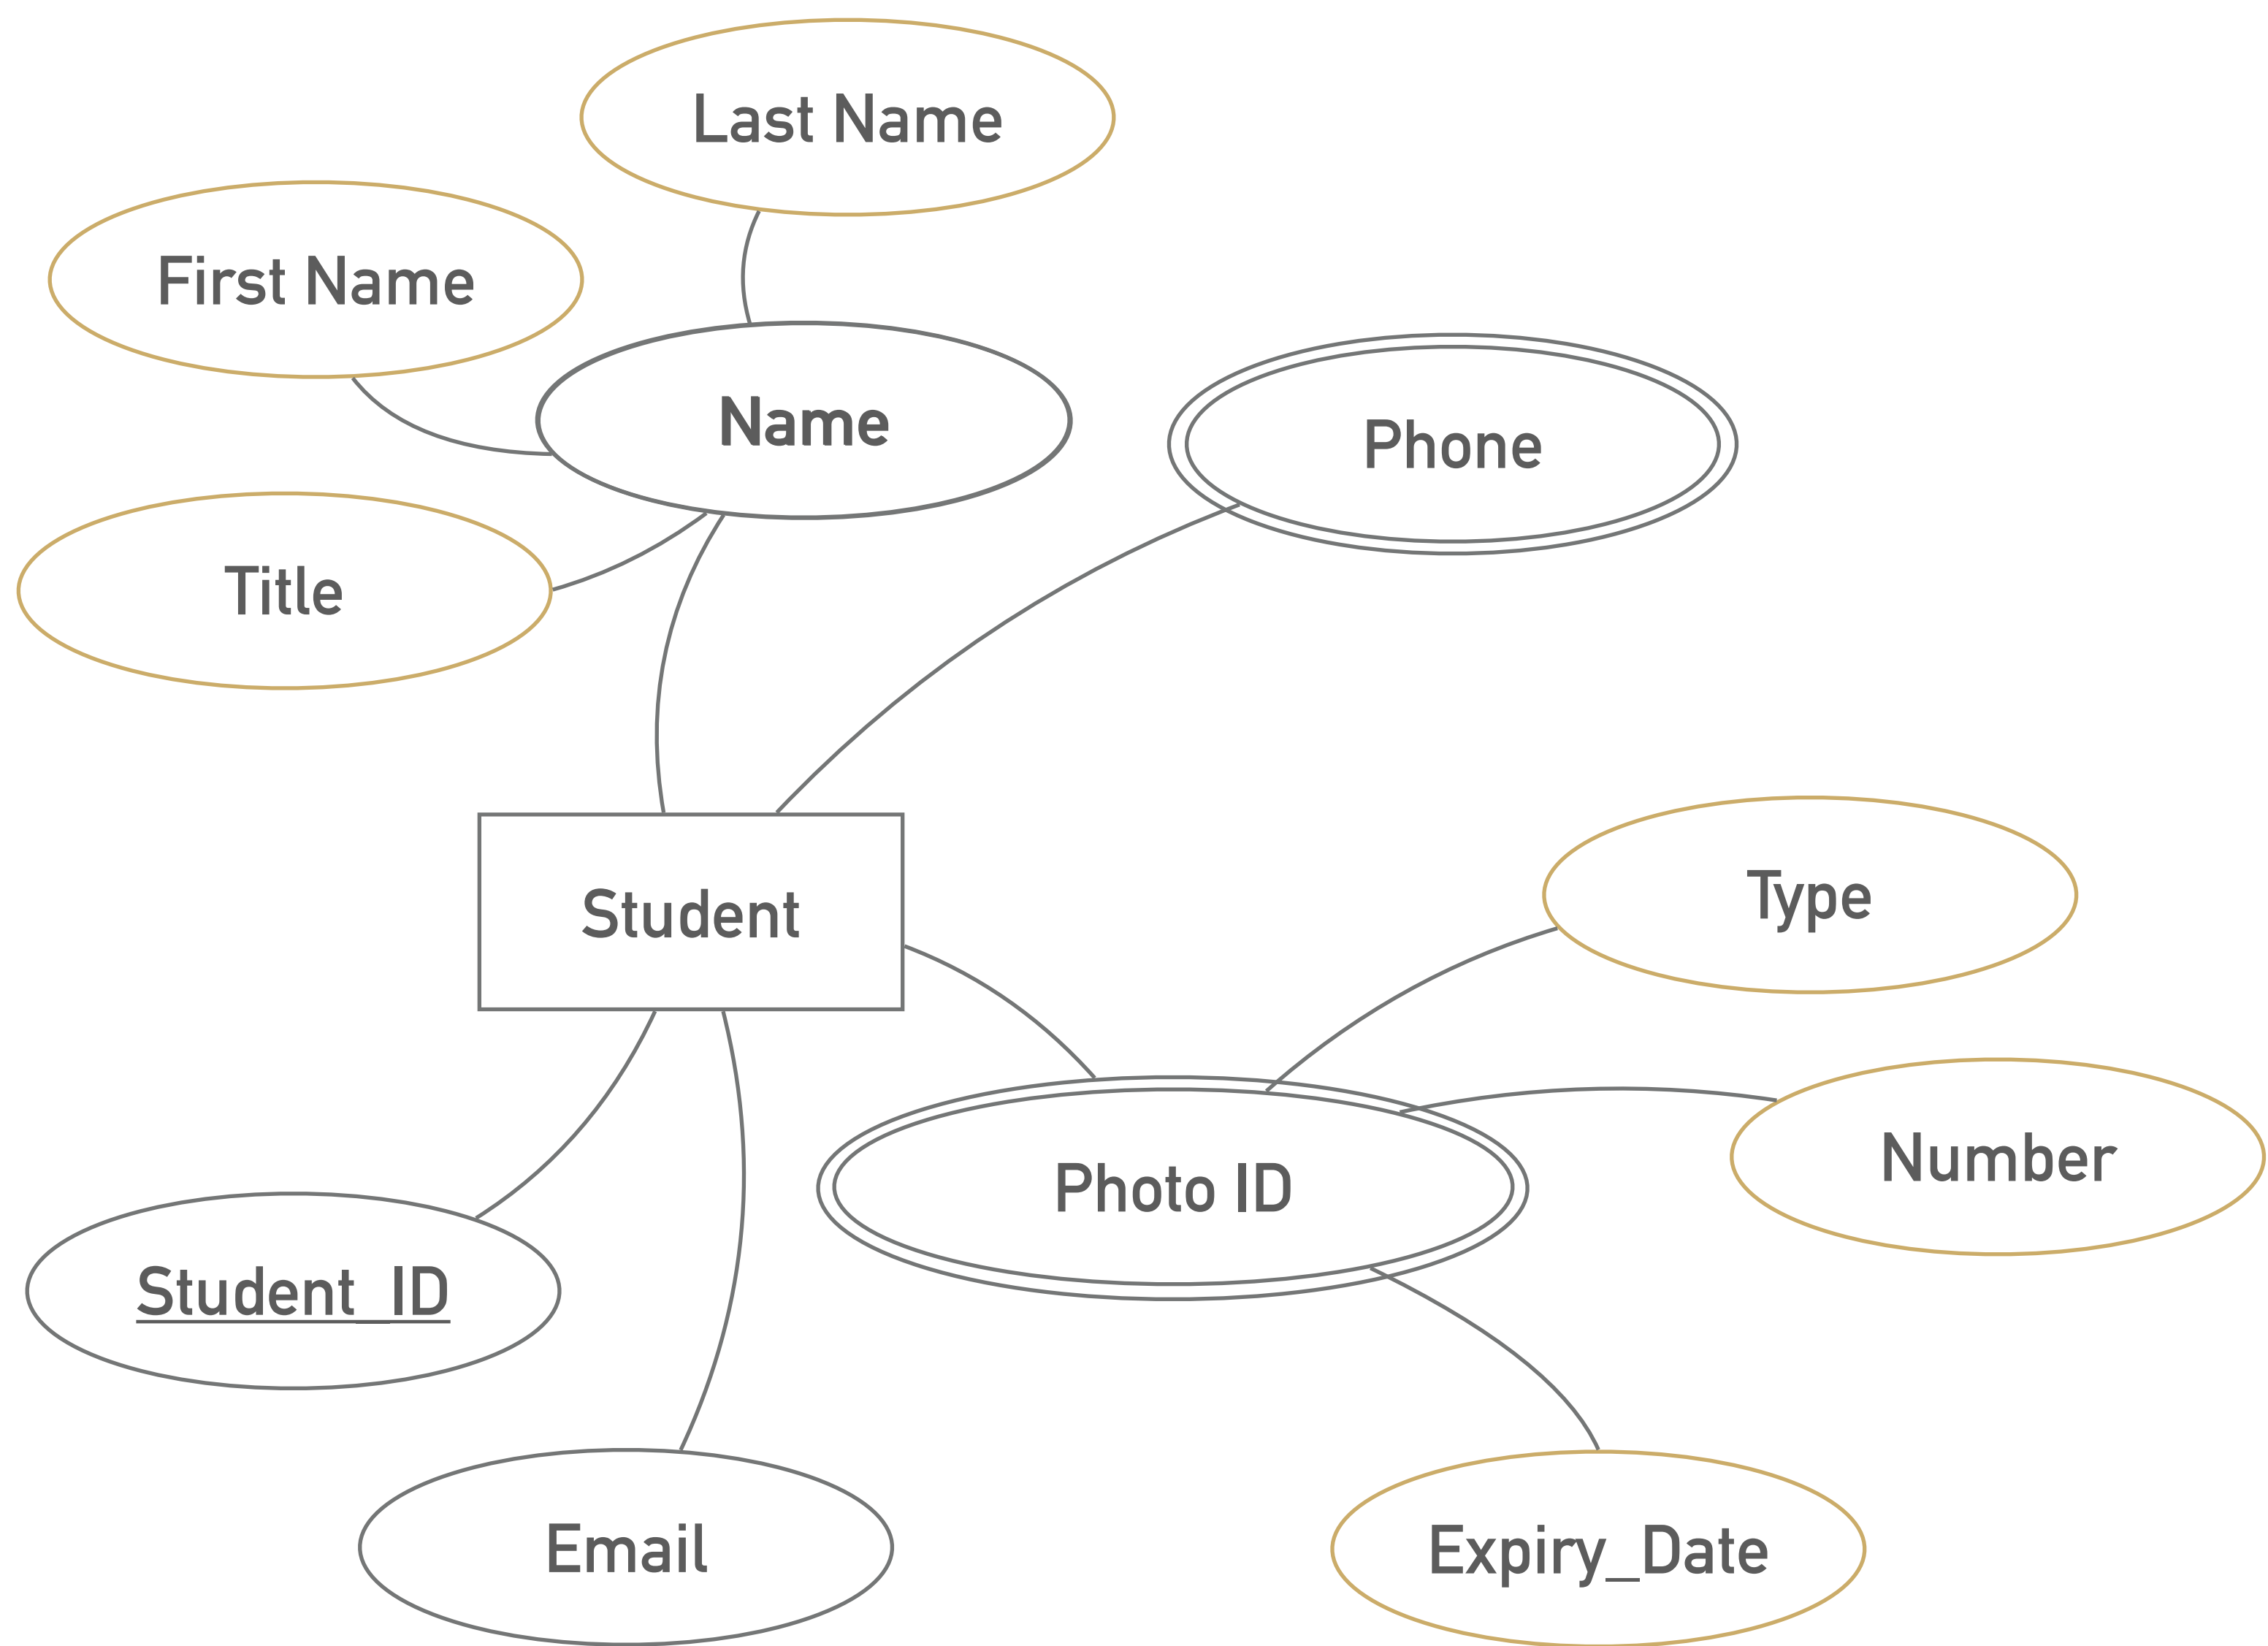 Last Name
First Name
Name
Phone
Title
Student
Type
Number
Photo ID
Student_ID
Email
Expiry_Date